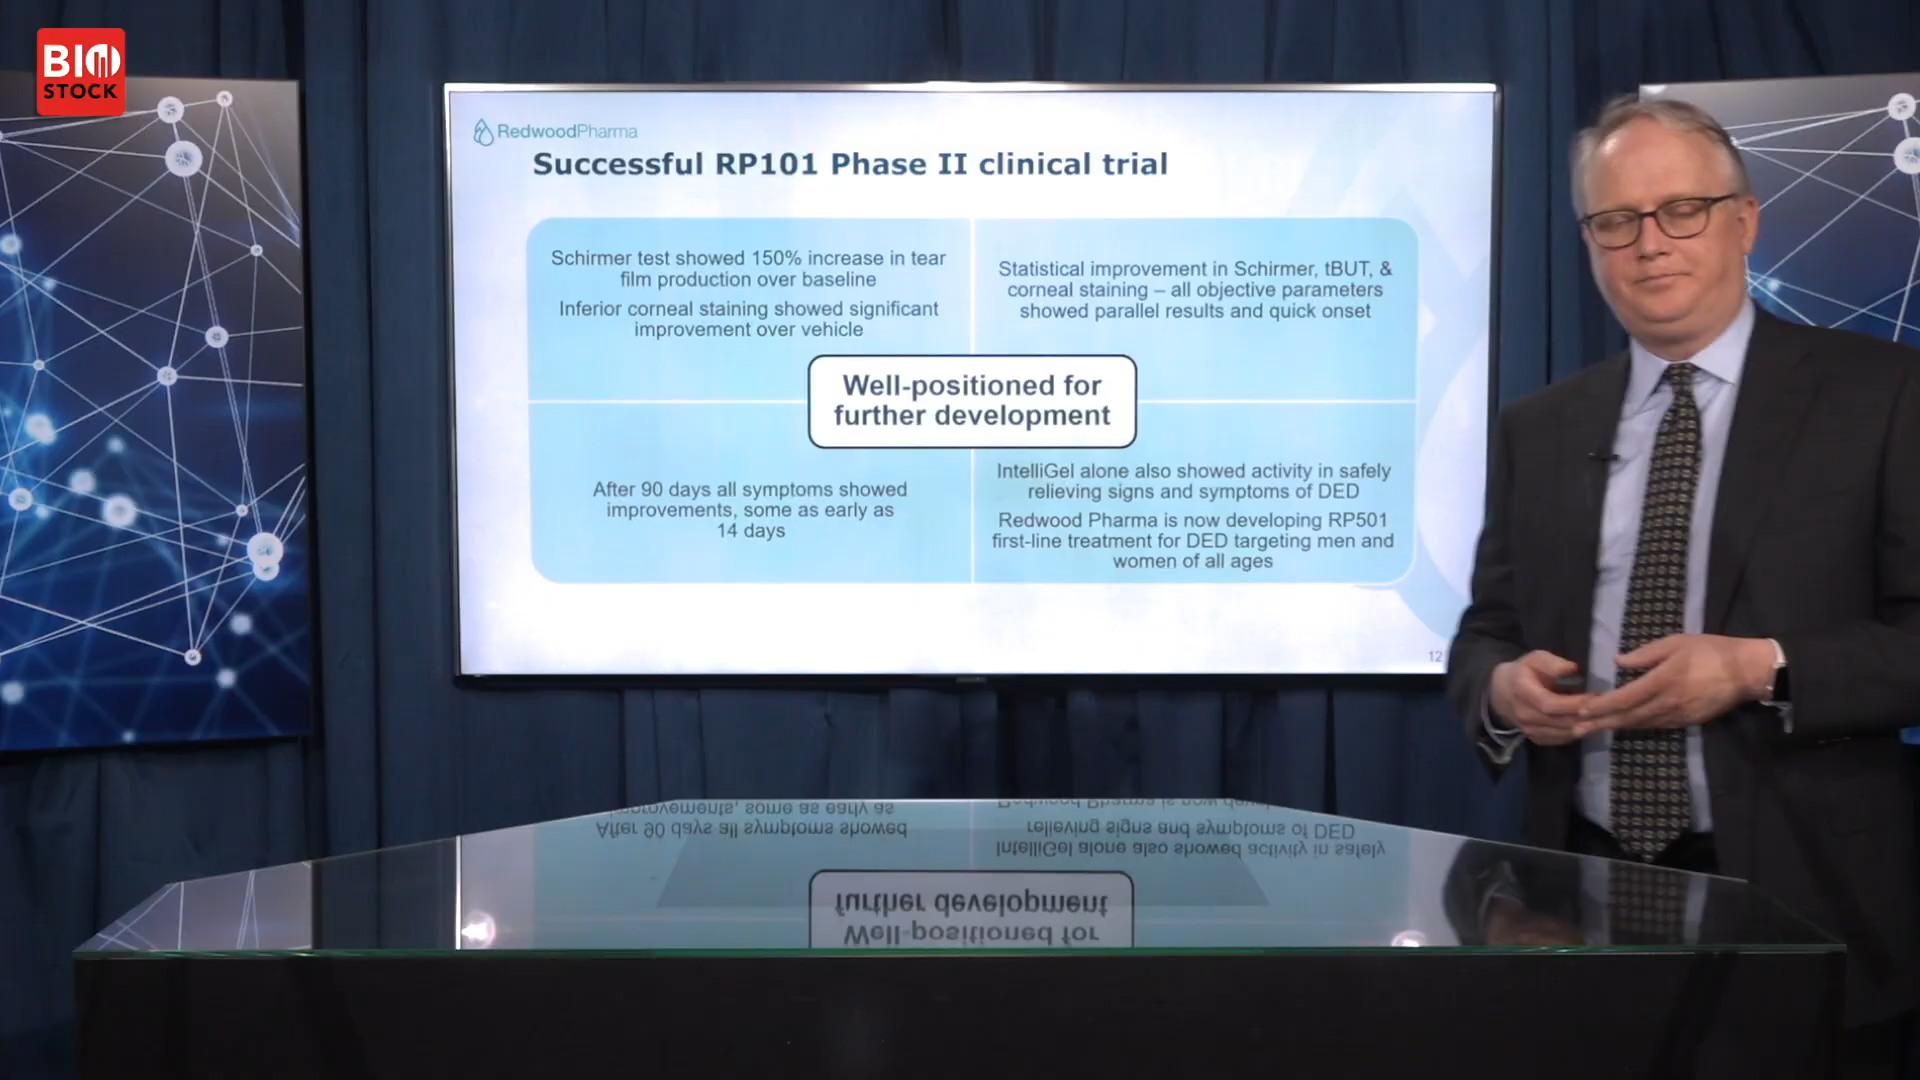 BIO
STOCK
RedwoodPharma
Successful RP101 Phase II clinical trial
Schirmer test showed 150% increase in tear
film production over baseline
Inferior corneal staining showed significant
improvement over vehicle
Statistical improvement in Schirmer, tBUT, &
corneal staining – all objective parameters
showed parallel results and quick onset
Well-positioned for
further development
After 90 days all symptoms showed
improvements, some as early as
14 days
IntelliGel alone also showed activity in safely
relieving signs and symptoms of DED
Redwood Pharma is now developing RP501
first-line treatment for DED targeting men and
women of all ages
12